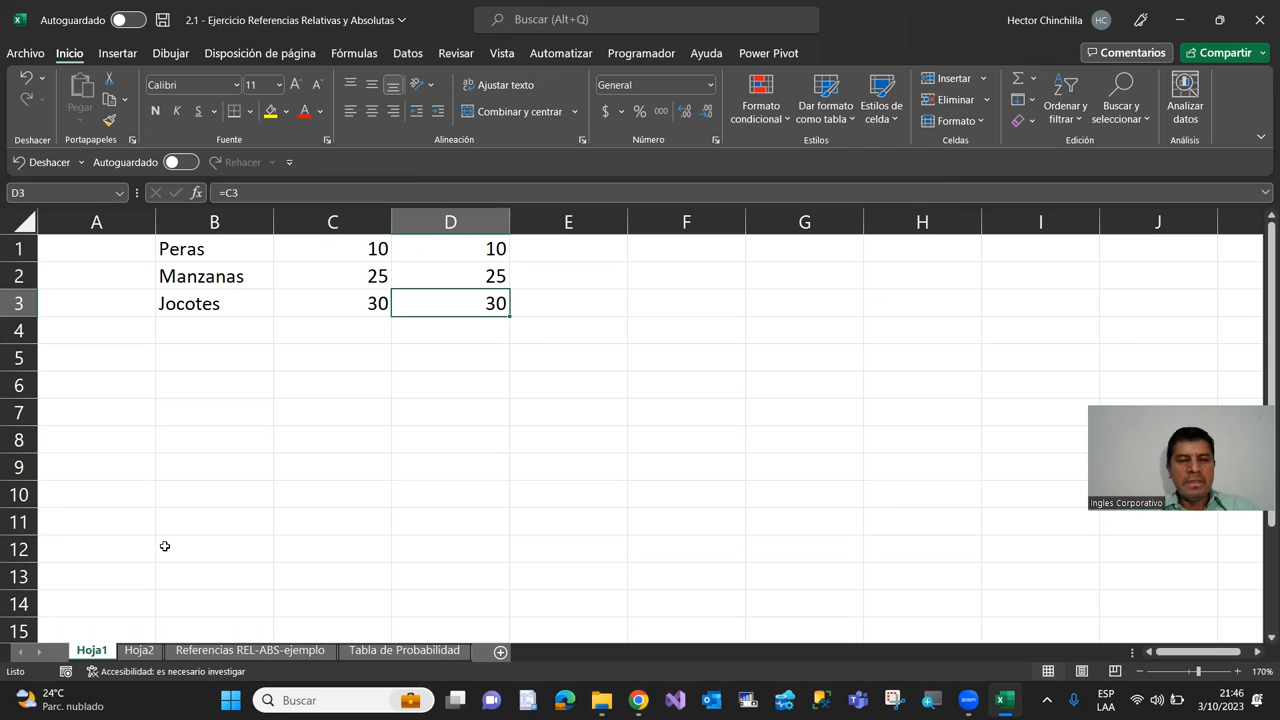 Autoguardado
2.1 - Ejercicio Referencias Relativas y Absolutas
Buscar (Alt+Q)
Hector Chinchilla
HC
Archivo Inicio Insertar Dibujar Disposición de página Fórmulas Datos Revisar Vista Automatizar Programador Ayuda Power Pivot
Comentarios
Compartir
Pegar
Calibri
11
N K S
Ajustar texto
Combinar y centrar
General
$ % 000
Formato condicional
Dar formato como tabla
Estilos de celda
Insertar
Eliminar
Formato
Ordenar y filtrar
Buscar y seleccionar
Analizar datos
Deshacer Portapapeles Fuente Alineación Número Estilos Celdas Edición Análisis
Deshacer Autoguardado Rehacer
D3
fx
=C3
A B C D E F G H I J
1 Peras 10 10
2 Manzanas 25 25
3 Jocotes 30 30
4
5
6
7
8
9
10
11
12
13
14
15
Ingles Corporativo
Hoja1 Hoja2 Referencias REL-ABS-ejemplo Tabla de Probabilidad
Listo
Accesibilidad: es necesario investigar
170%
24°C
Parc. nublado
Buscar
ESP
LAA
21:46
3/10/2023